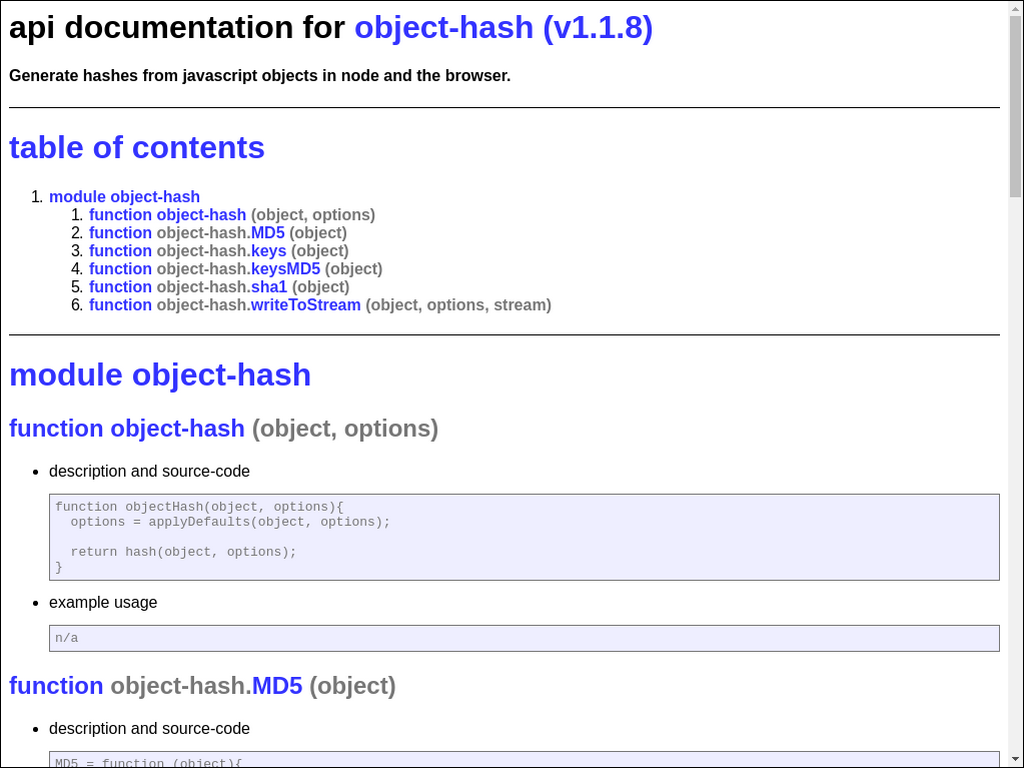 api documentation for object-hash (v1.1.8)
Generate hashes from javascript objects in node and the browser.
table of contents
1. module object-hash
1. function object-hash (object, options)
2. function object-hash.MD5 (object)
3. function object-hash.keys (object)
4. function object-hash.keysMD5 (object)
5. function object-hash.sha1 (object)
6. function object-hash.writeToStream (object, options, stream)
module object-hash
function object-hash (object, options)
• description and source-code
function objectHash(object, options){
  options = applyDefaults(object, options);
  return hash(object, options);
}
• example usage
n/a
function object-hash.MD5 (object)
• description and source-code
MD5 = function (object){